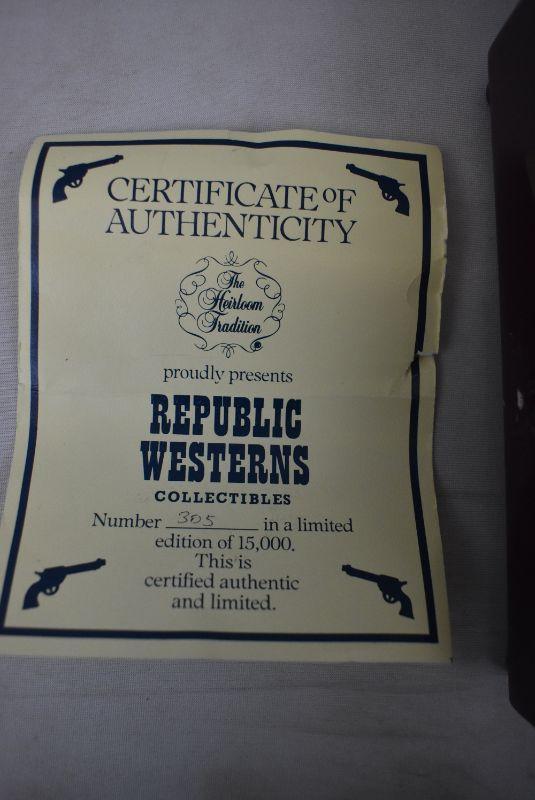 CERTIFICATE OF
AUTHENTICITY
The
Heirloom
Tradition
proudly presents
REPUBLIC
WESTERNS
COLLECTIBLES
Number 305 in a limited
edition of 15,000.
This is
certified authentic
and limited.